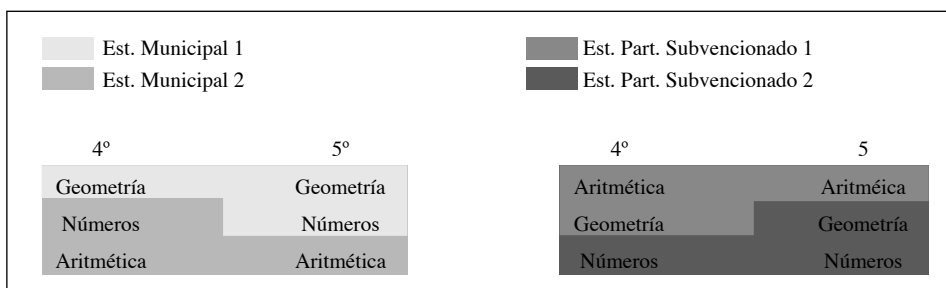 Est. Municipal 1 Est. Part. Subvencionado 1
Est. Municipal 2 Est. Part. Subvencionado 2
4º 5º 4º 5
Geometría Geometría Aritmética Aritméica
Números Números Geometría Geometría
Aritmética Aritmética Números Números